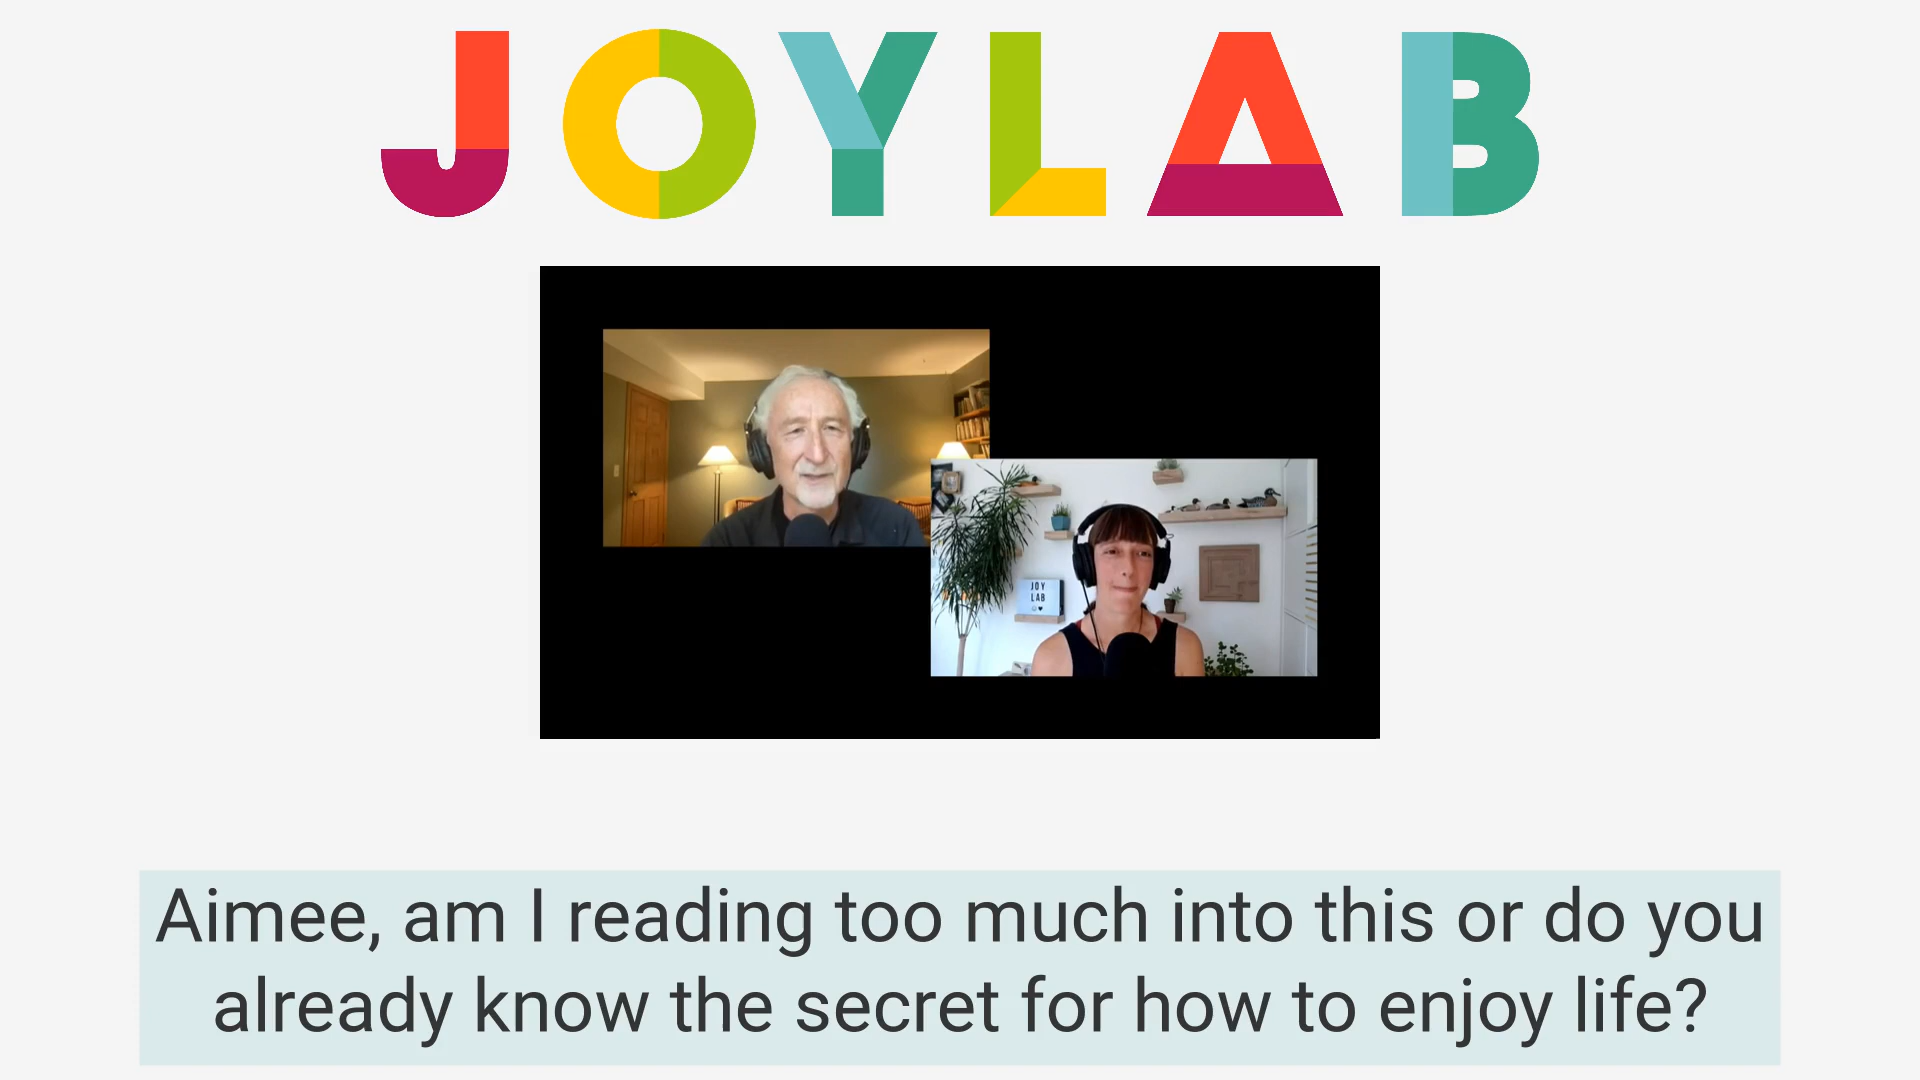 JOYLAB
JOY
LAB
Aimee, am I reading too much into this or do you
already know the secret for how to enjoy life?